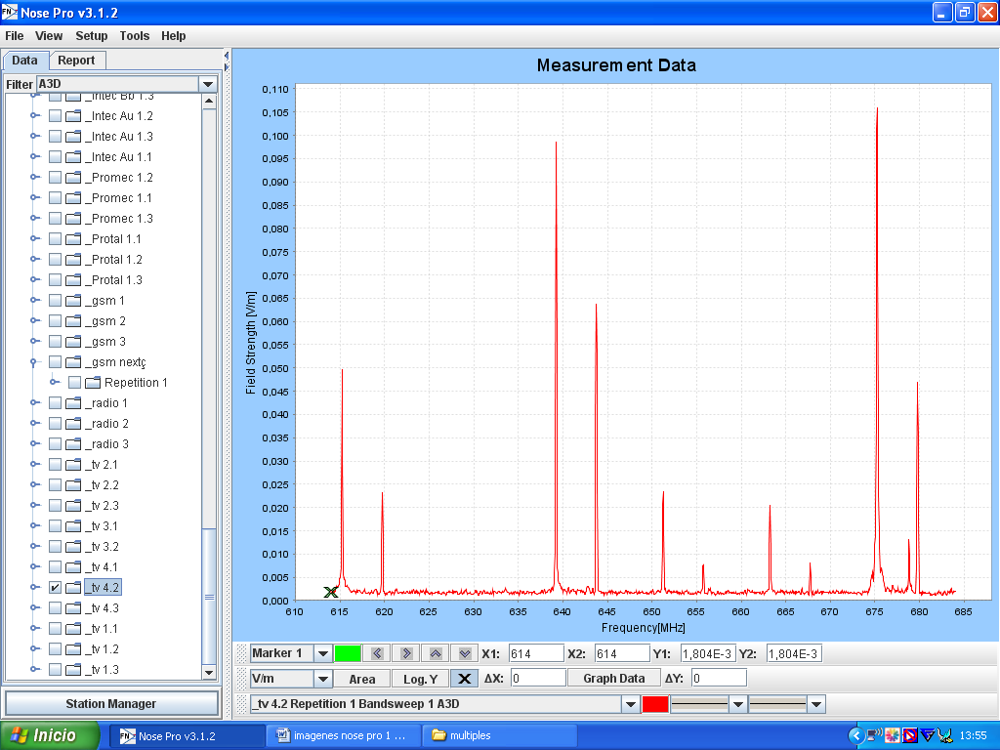 FN Nose Pro v3.1.2
File View Setup Tools Help
Data Report
Filter A3D
_Intec Bb 1.3
_Intec Au 1.2
_Intec Au 1.3
_Intec Au 1.1
_Promec 1.2
_Promec 1.1
_Promec 1.3
_Protal 1.1
_Protal 1.2
_Protal 1.3
_gsm 1
_gsm 2
_gsm 3
_gsm nextç
Repetition 1
_radio 1
_radio 2
_radio 3
_tv 2.1
_tv 2.2
_tv 2.3
_tv 3.1
_tv 3.2
_tv 4.1
_tv 4.2
_tv 4.3
_tv 1.1
_tv 1.2
_tv 1.3
Station Manager
Measurement Data
Field Strength [V/m]
0,110
0,105
0,100
0,095
0,090
0,085
0,080
0,075
0,070
0,065
0,060
0,055
0,050
0,045
0,040
0,035
0,030
0,025
0,020
0,015
0,010
0,005
0,000
610 615 620 625 630 635 640 645 650 655 660 665 670 675 680 685
Frequency[MHz]
Marker 1 X1: 614 X2: 614 Y1: 1,804E-3 Y2: 1,804E-3
V/m Area Log. Y X ΔX: 0 Graph Data ΔY: 0
_tv 4.2 Repetition 1 Bandsweep 1 A3D
Inicio FN Nose Pro v3.1.2 imagenes nose pro 1 ... multiples 13:55